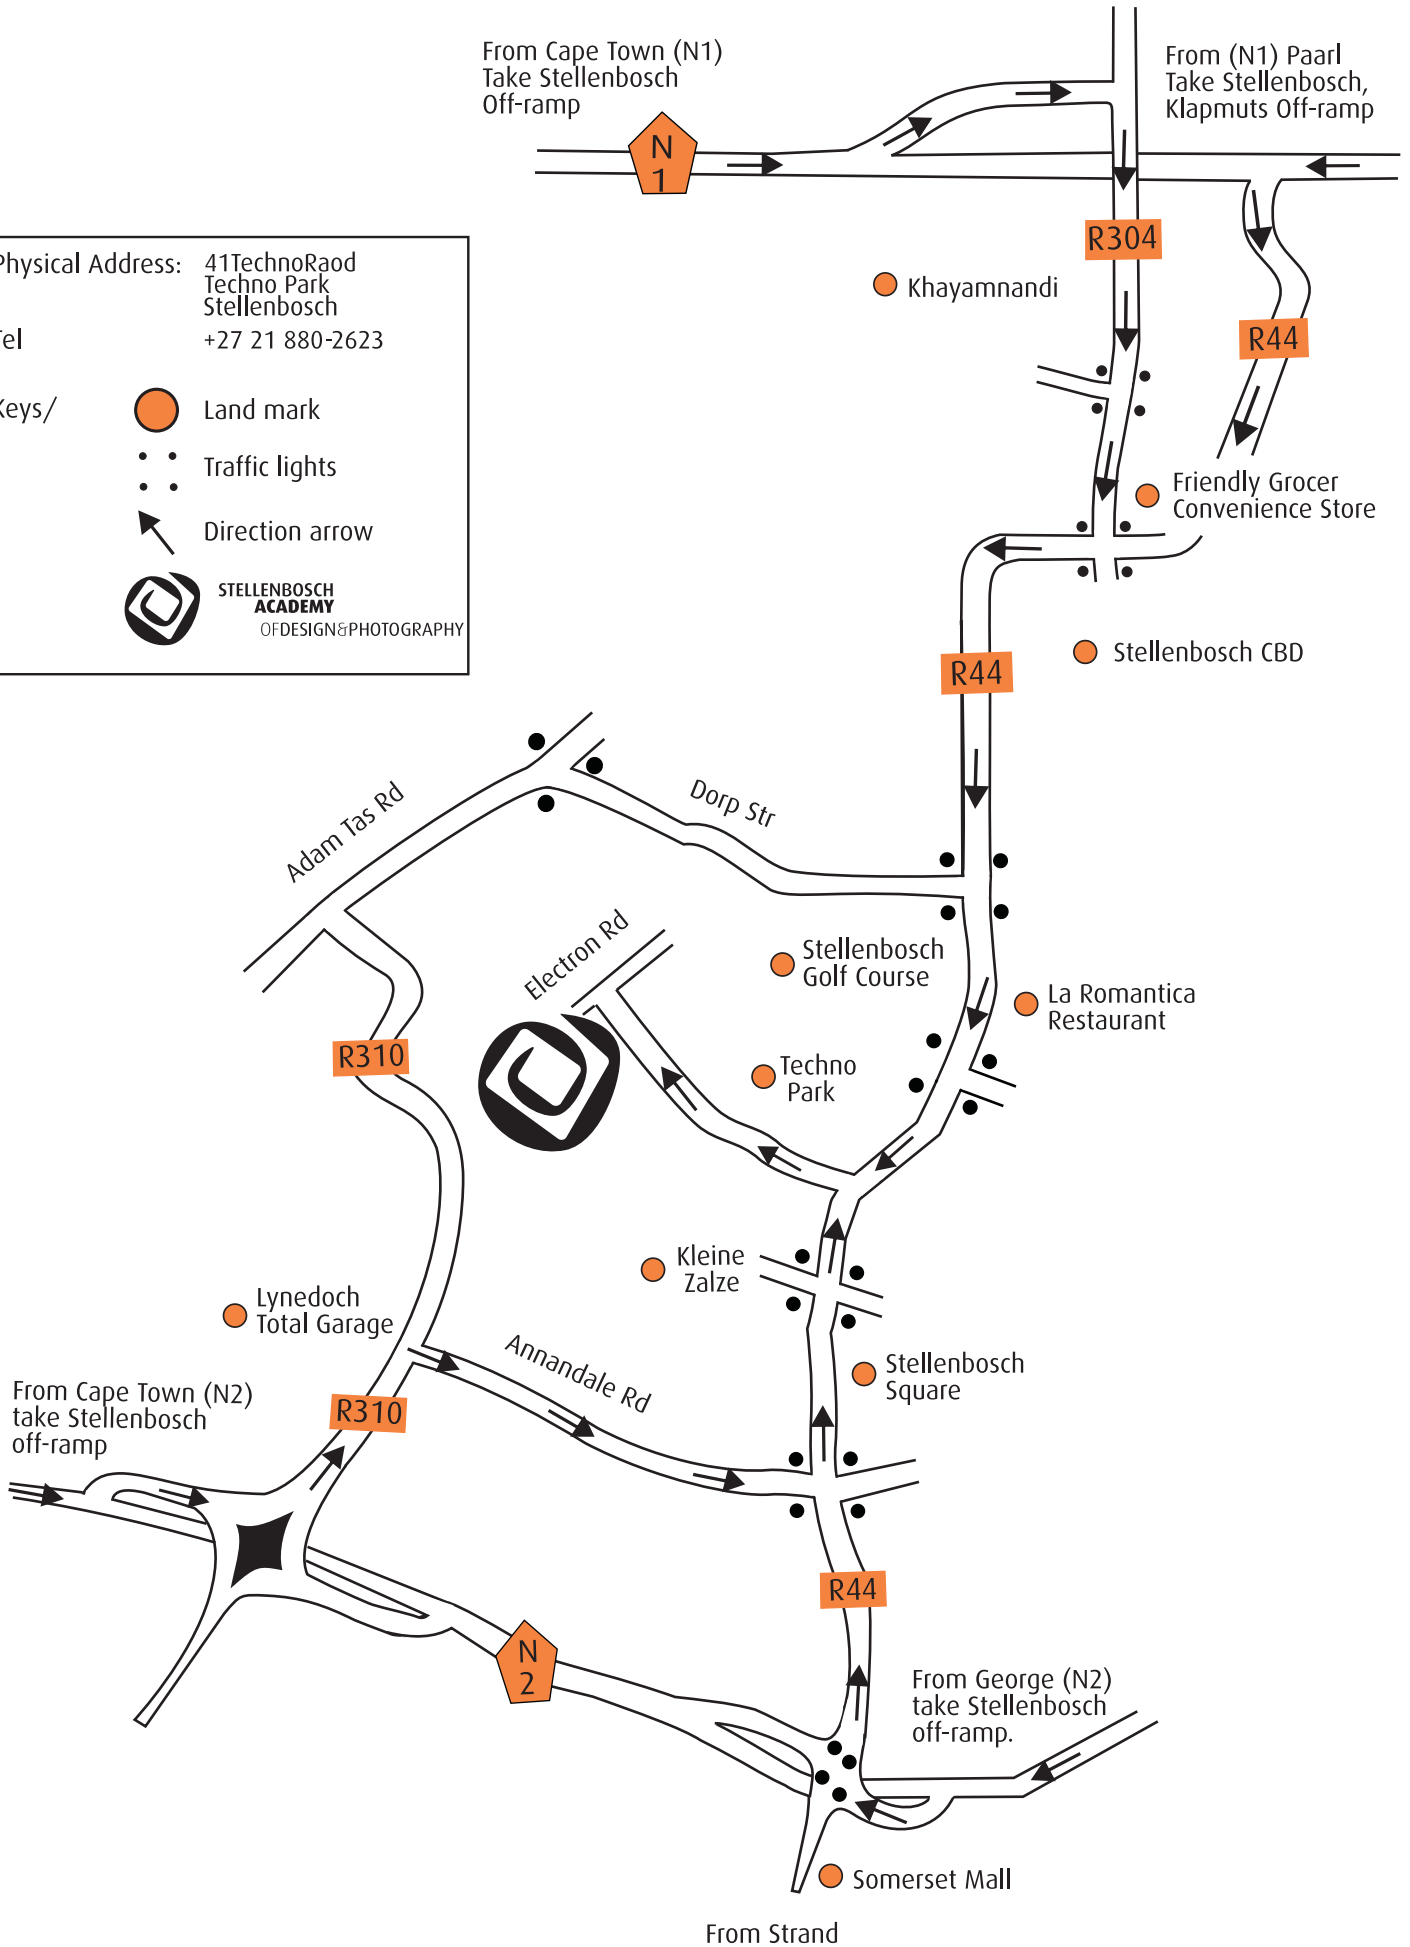 From Cape Town (N1)
Take Stellenbosch
Off-ramp
From (N1) Paarl
Take Stellenbosch,
Klapmuts Off-ramp
N
1
R304
Khayamnandi
R44
Physical Address: 41TechnoRaod
Techno Park
Stellenbosch
Tel +27 21 880-2623
Keys/ Land mark
Traffic lights
Direction arrow
STELLENBOSCH
ACADEMY
OFDESIGN&PHOTOGRAPHY
Friendly Grocer
Convenience Store
Stellenbosch CBD
R44
Adam Tas Rd
Dorp Str
Electron Rd
Stellenbosch
Golf Course
La Romantica
Restaurant
R310
Techno
Park
Kleine
Zalze
Lynedoch
Total Garage
Annandale Rd
Stellenbosch
Square
From Cape Town (N2)
take Stellenbosch
off-ramp
R310
R44
N
2
From George (N2)
take Stellenbosch
off-ramp.
Somerset Mall
From Strand